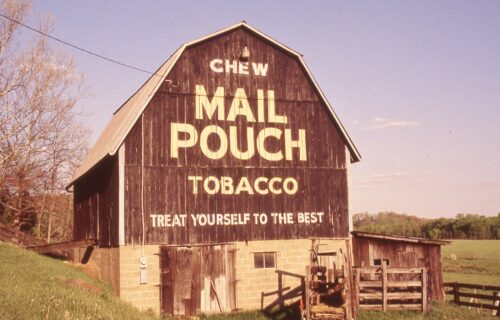 CHEW
MAIL
POUCH
TOBACCO
TREAT YOURSELF TO THE BEST